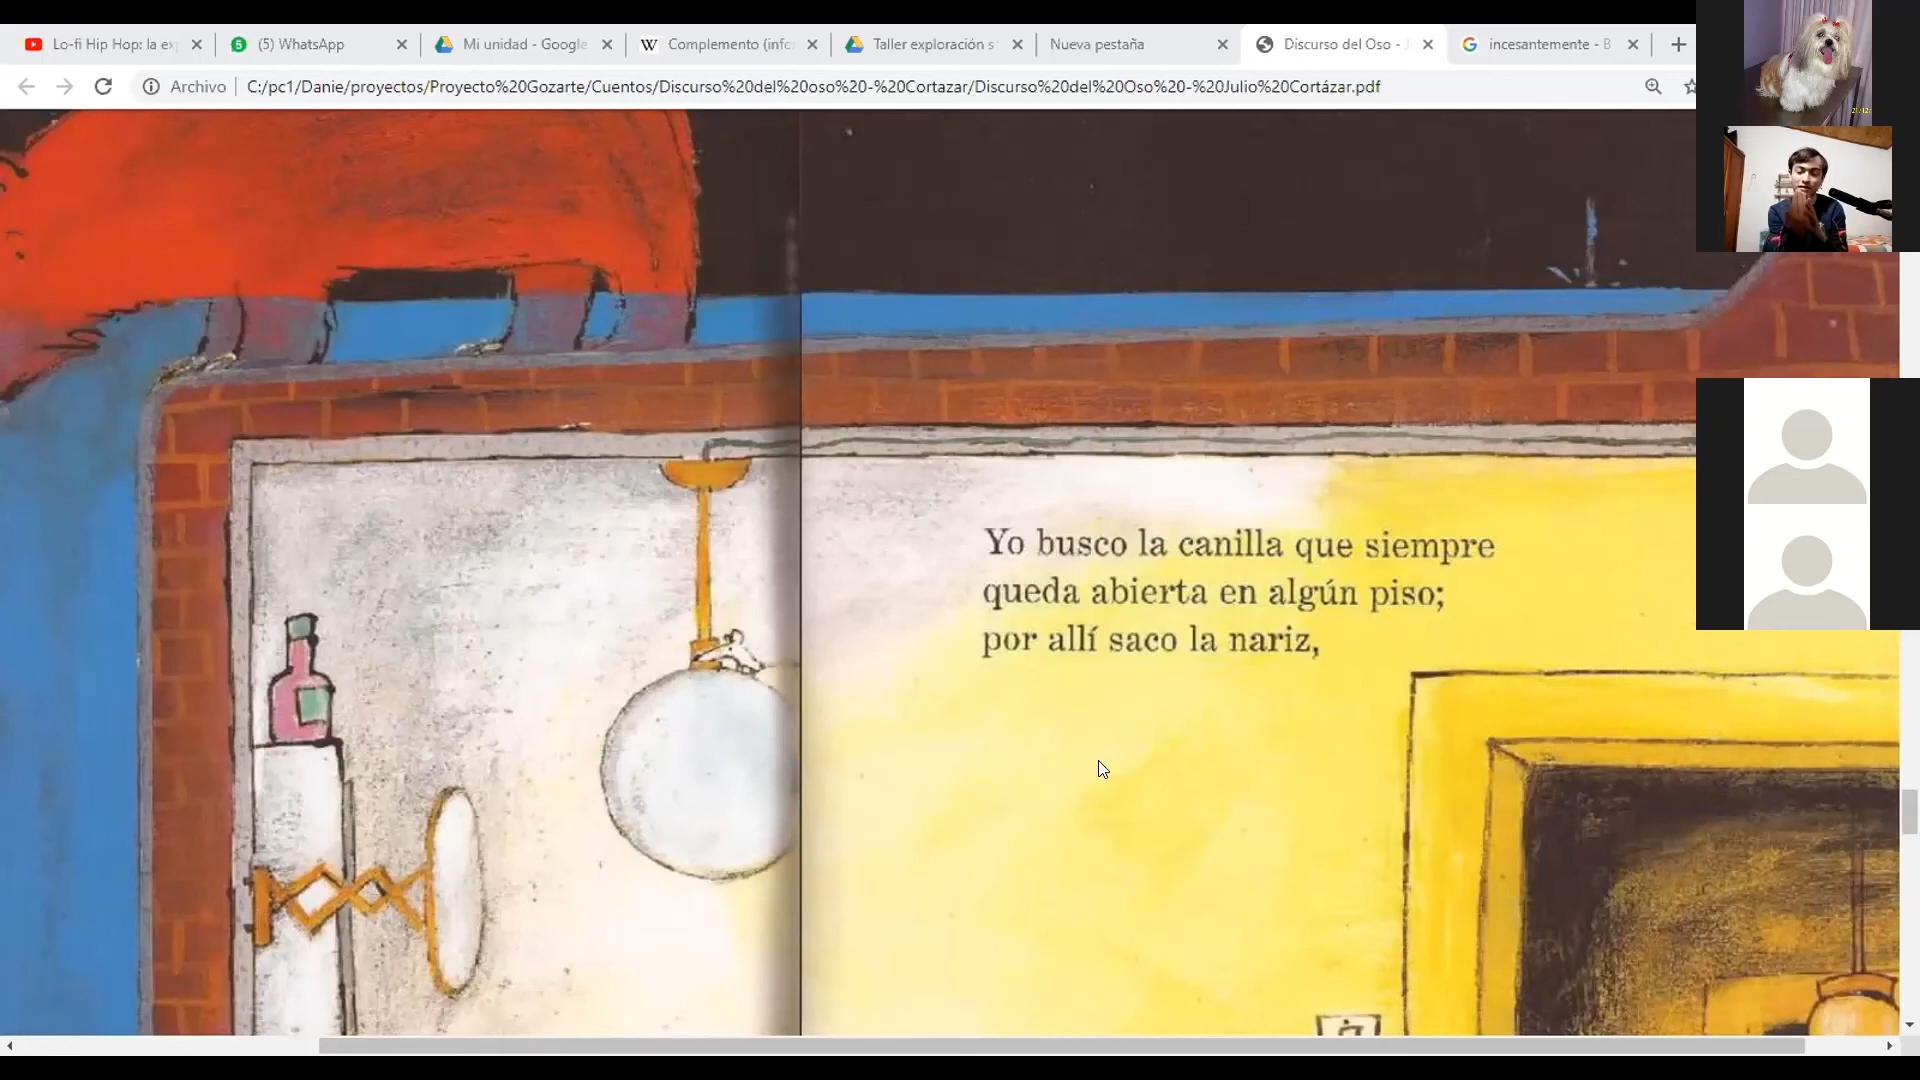 Lo-fi Hip Hop: la ex
(5) WhatsApp
Mi unidad - Google
Complemento (info
Taller exploración s
Nueva pestaña
Discurso del Oso - J
incesantemente - B
Archivo
C:/pc1/Danie/proyectos/Proyecto%20Gozarte/Cuentos/Discurso%20del%20oso%20-%20Cortazar/Discurso%20del%20Oso%20-%20Julio%20Cortázar.pdf
Yo busco la canilla que siempre
queda abierta en algún piso;
por allí saco la nariz,